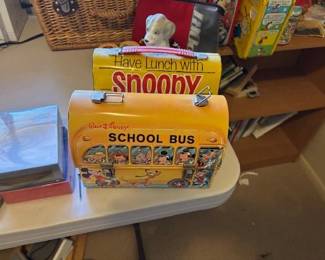 Have Lunch with
SNOOPY
Walt Disney
SCHOOL BUS